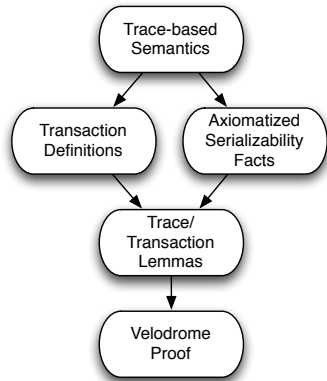 Trace-based
Semantics
Transaction
Definitions
Axiomatized
Serializability
Facts
Trace/
Transaction
Lemmas
Velodrome
Proof